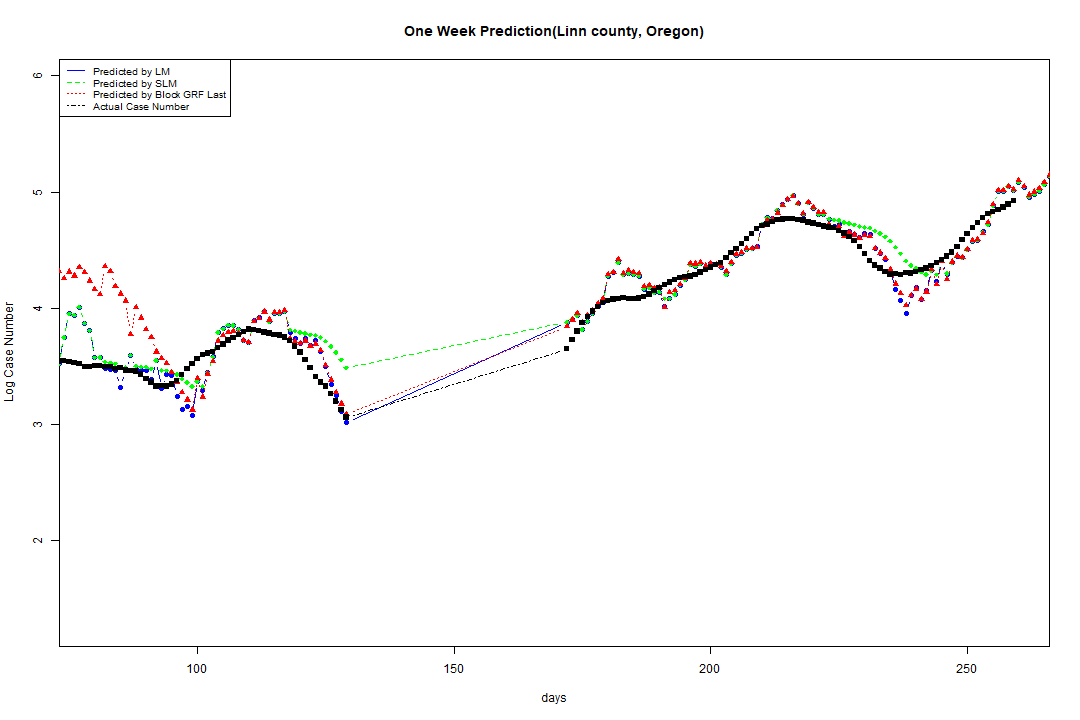 One Week Prediction(Linn county, Oregon)
Predicted by LM
Predicted by SLM
Predicted by Block GRF Last
Actual Case Number
6
5
4
3
2
Log Case Number
100 150 200 250
days